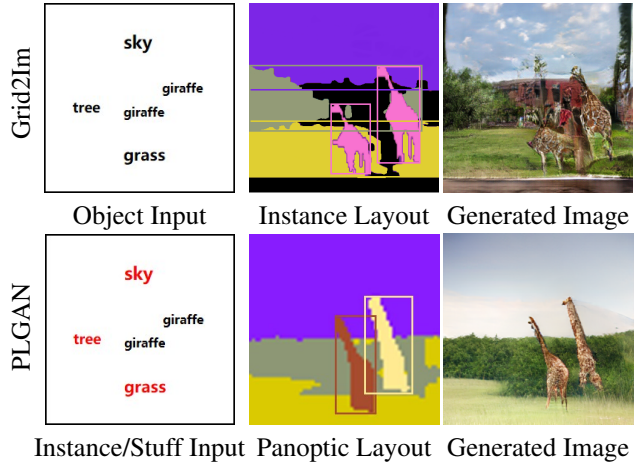 Grid2Im
sky
giraffe
tree
giraffe
grass
Object Input
Instance Layout
Generated Image
PLGAN
sky
giraffe
tree
giraffe
grass
Instance/Stuff Input
Panoptic Layout
Generated Image